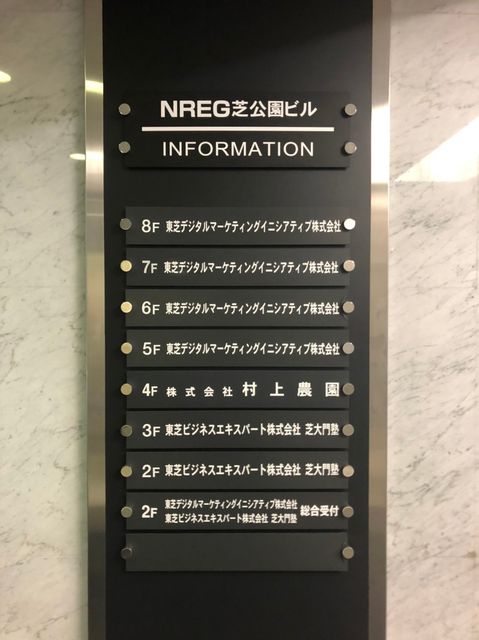 NREG芝公園ビル
INFORMATION
8F 東芝デジタルマーケティングイニシアティブ株式会社
7F 東芝デジタルマーケティングイニシアティブ株式会社
6F 東芝デジタルマーケティングイニシアティブ株式会社
5F 東芝デジタルマーケティングイニシアティブ株式会社
4F 株式会社 村上農園
3F 東芝ビジネスエキスパート株式会社 芝大門塾
2F 東芝ビジネスエキスパート株式会社 芝大門塾
2F 東芝デジタルマーケティングイニシアティブ株式会社
東芝ビジネスエキスパート株式会社 芝大門塾 総合受付